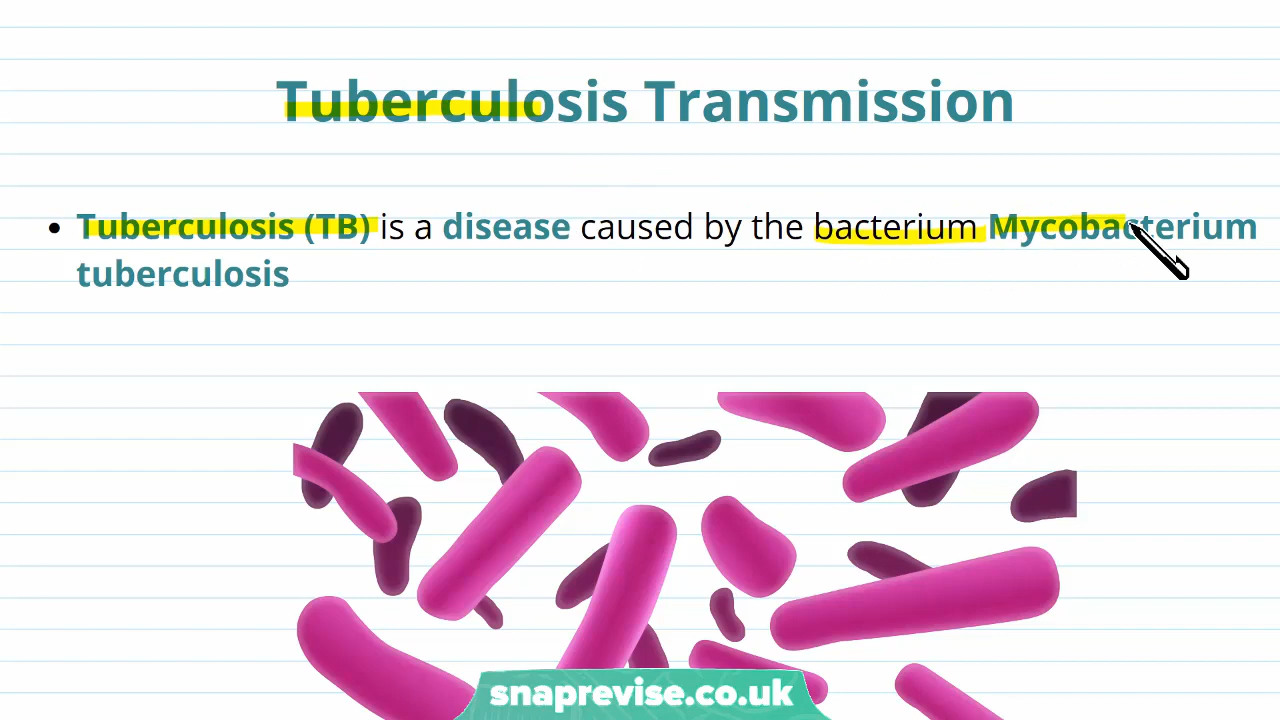 Tuberculosis Transmission
• Tuberculosis (TB) is a disease caused by the bacterium Mycobacterium
tuberculosis
snaprevise.co.uk